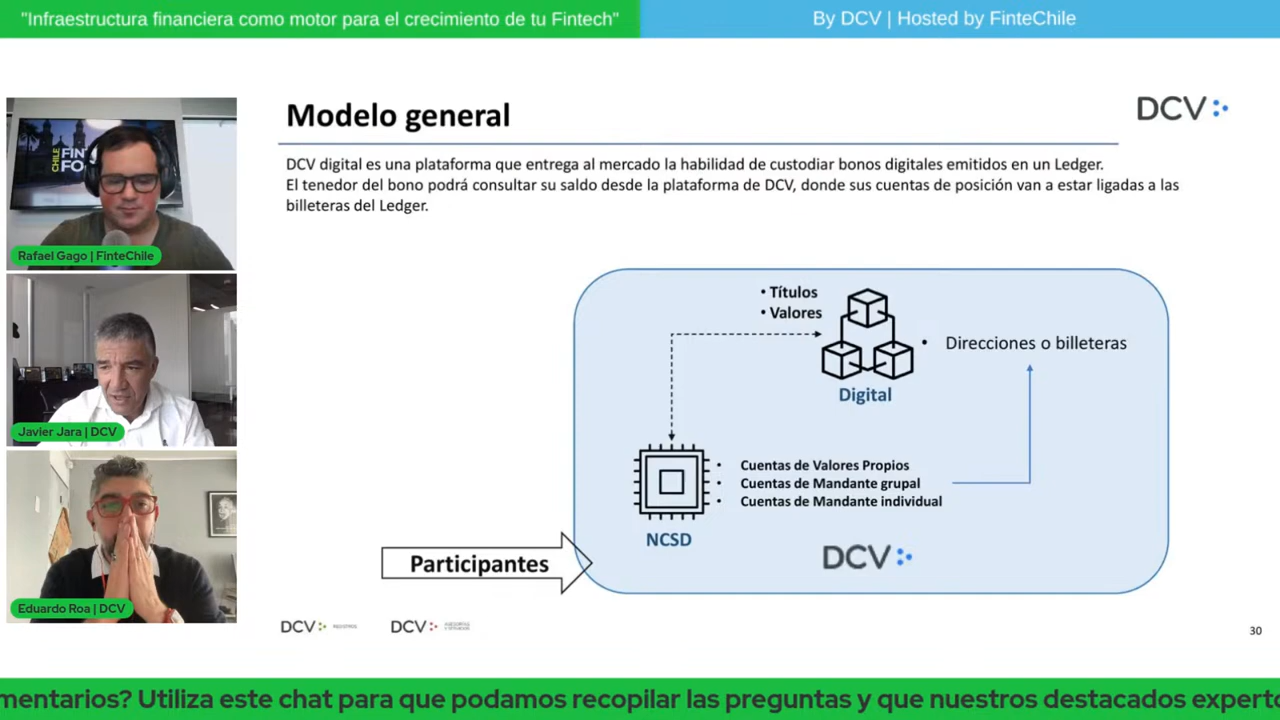 "Infraestructura financiera como motor para el crecimiento de tu Fintech"
By DCV | Hosted by FinteChile
CHILE
FIN
FO
Rafael Gago | FinteChile
Javier Jara | DCV
Eduardo Roa | DCV
Modelo general
DCV
DCV digital es una plataforma que entrega al mercado la habilidad de custodiar bonos digitales emitidos en un Ledger.
El tenedor del bono podrá consultar su saldo desde la plataforma de DCV, donde sus cuentas de posición van a estar ligadas a las
billeteras del Ledger.
• Títulos
• Valores
• Direcciones o billeteras
Digital
• Cuentas de Valores Propios
• Cuentas de Mandante grupal
• Cuentas de Mandante individual
NCSD
DCV
Participantes
DCV REGISTROS
DCV
30
mentarios? Utiliza este chat para que podamos recopilar las preguntas y que nuestros destacados experto